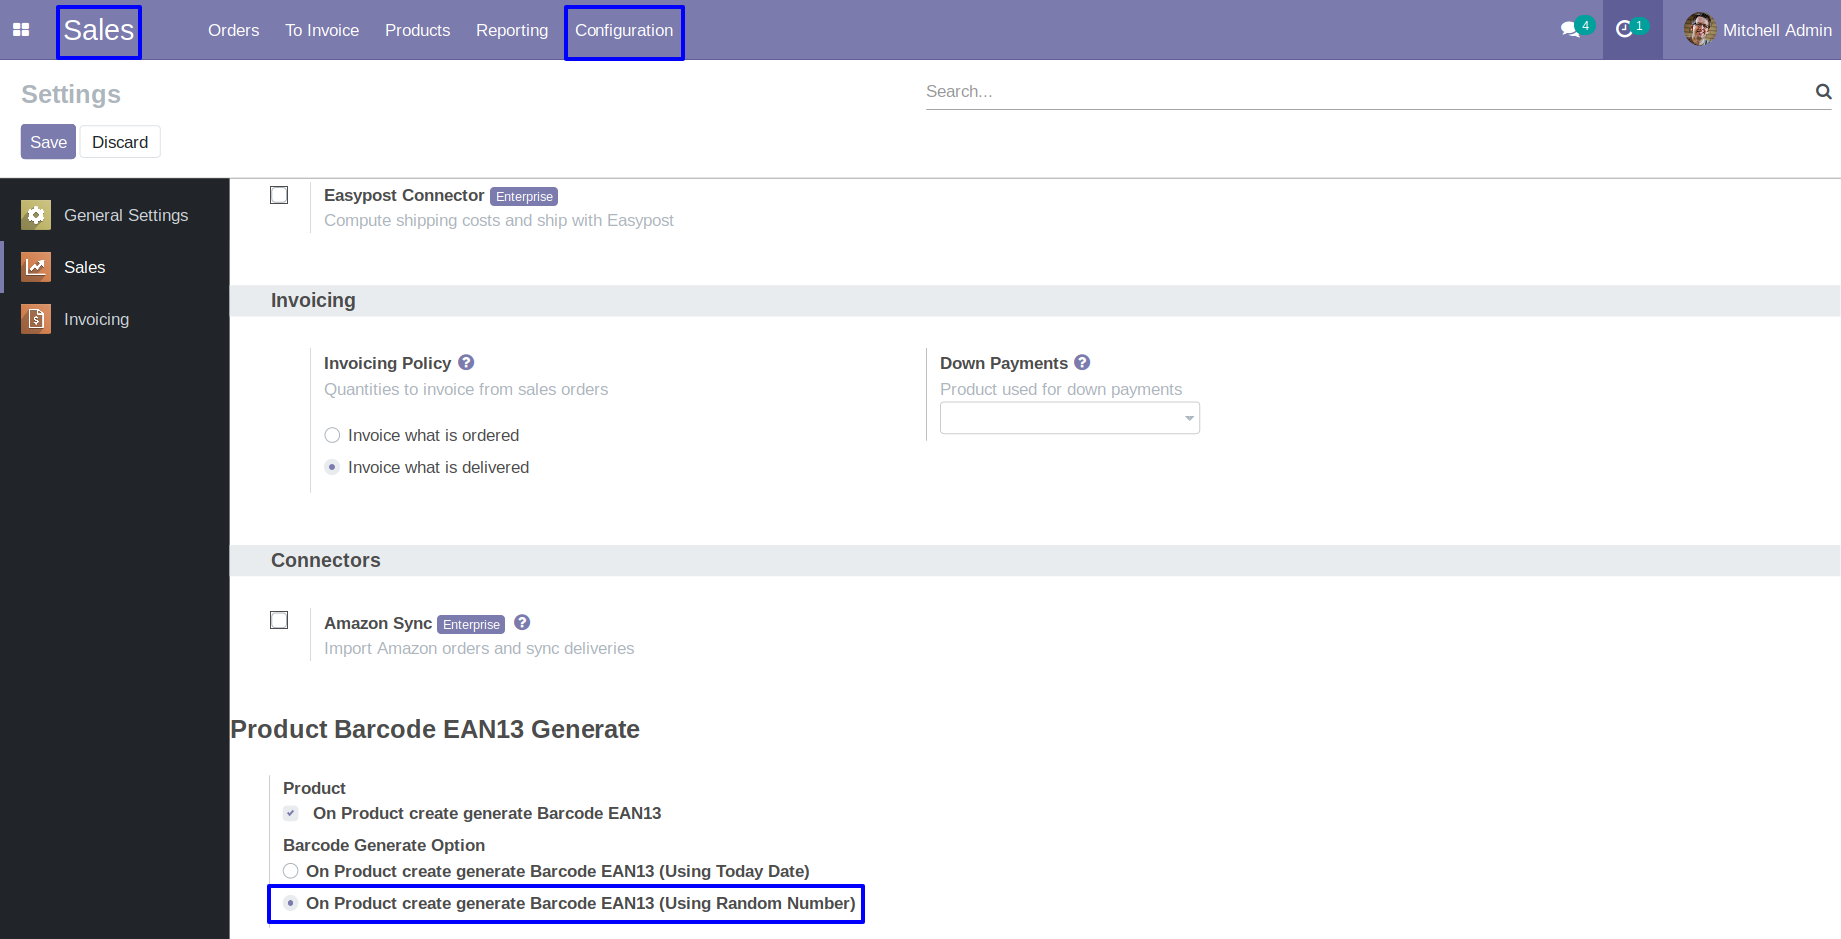 Sales Orders To Invoice Products Reporting Configuration 4 1 Mitchell Admin
Settings
Search...
Save Discard
General Settings
Sales
Invoicing
Easypost Connector Enterprise
Compute shipping costs and ship with Easypost
Invoicing
Invoicing Policy ?
Quantities to invoice from sales orders
Invoice what is ordered
Invoice what is delivered
Down Payments ?
Product used for down payments
Connectors
Amazon Sync Enterprise ?
Import Amazon orders and sync deliveries
Product Barcode EAN13 Generate
Product
On Product create generate Barcode EAN13
Barcode Generate Option
On Product create generate Barcode EAN13 (Using Today Date)
On Product create generate Barcode EAN13 (Using Random Number)